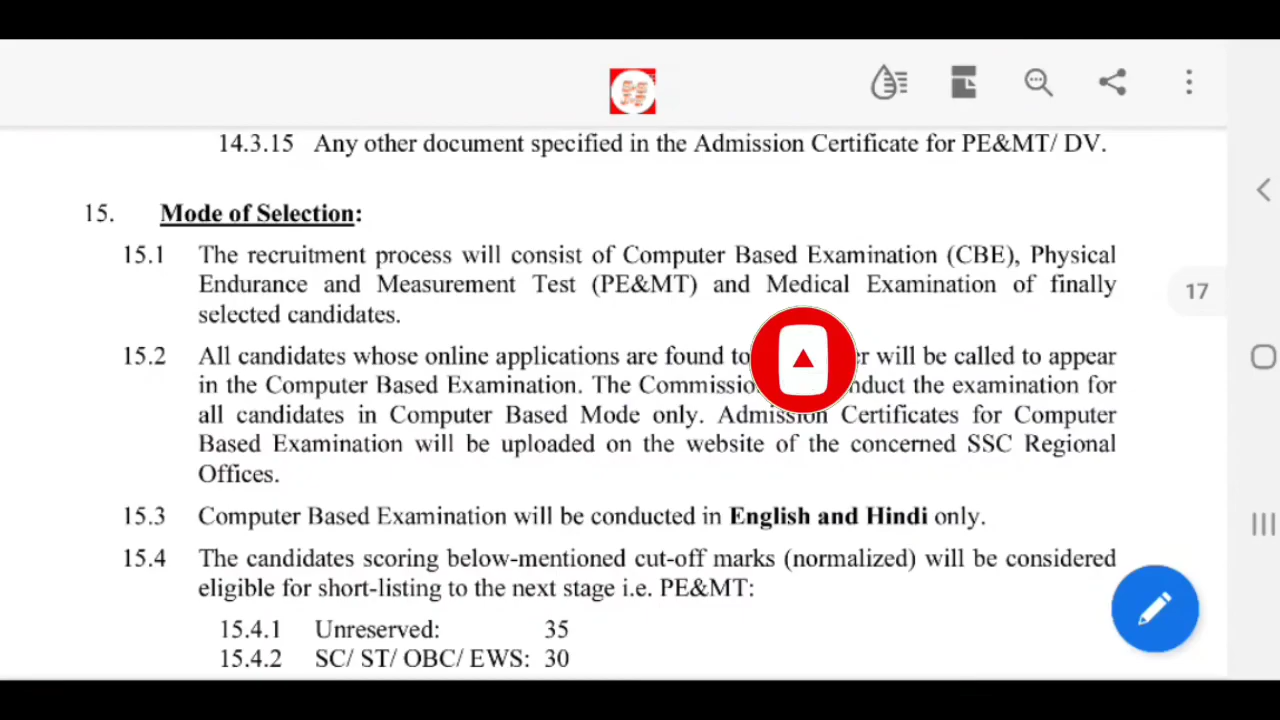 14.3.15 Any other document specified in the Admission Certificate for PE&MT/ DV.
15. Mode of Selection:
15.1 The recruitment process will consist of Computer Based Examination (CBE), Physical
Endurance and Measurement Test (PE&MT) and Medical Examination of finally
selected candidates.
17
15.2 All candidates whose online applications are found to will be called to appear
in the Computer Based Examination. The the examination for
all candidates in Computer Based Mode only. Admission Certificates for Computer
Based Examination will be uploaded on the website of the concerned SSC Regional
Offices.
15.3 Computer Based Examination will be conducted in English and Hindi only.
15.4 The candidates scoring below-mentioned cut-off marks (normalized) will be considered
eligible for short-listing to the next stage i.e. PE&MT:
15.4.1 Unreserved: 35
15.4.2 SC/ ST/ OBC/ EWS: 30